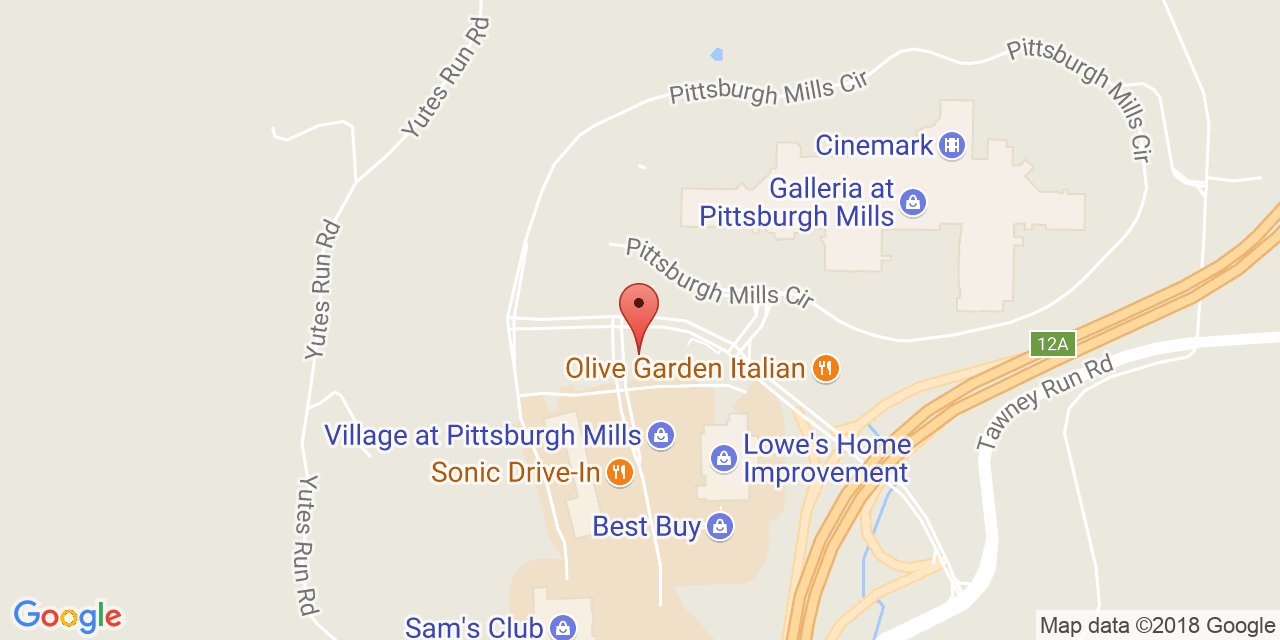 Yutes Run Rd
Pittsburgh Mills Cir
Pittsburgh Mills Cir
Cinemark
Galleria at
Pittsburgh Mills
Yutes Run Rd
Pittsburgh Mills Cir
12A
Olive Garden Italian
Tawney Run Rd
Village at Pittsburgh Mills
Lowe's Home
Improvement
Sonic Drive-In
Best Buy
Yutes Run Rd
Google
Sam's Club
Map data ©2018 Google